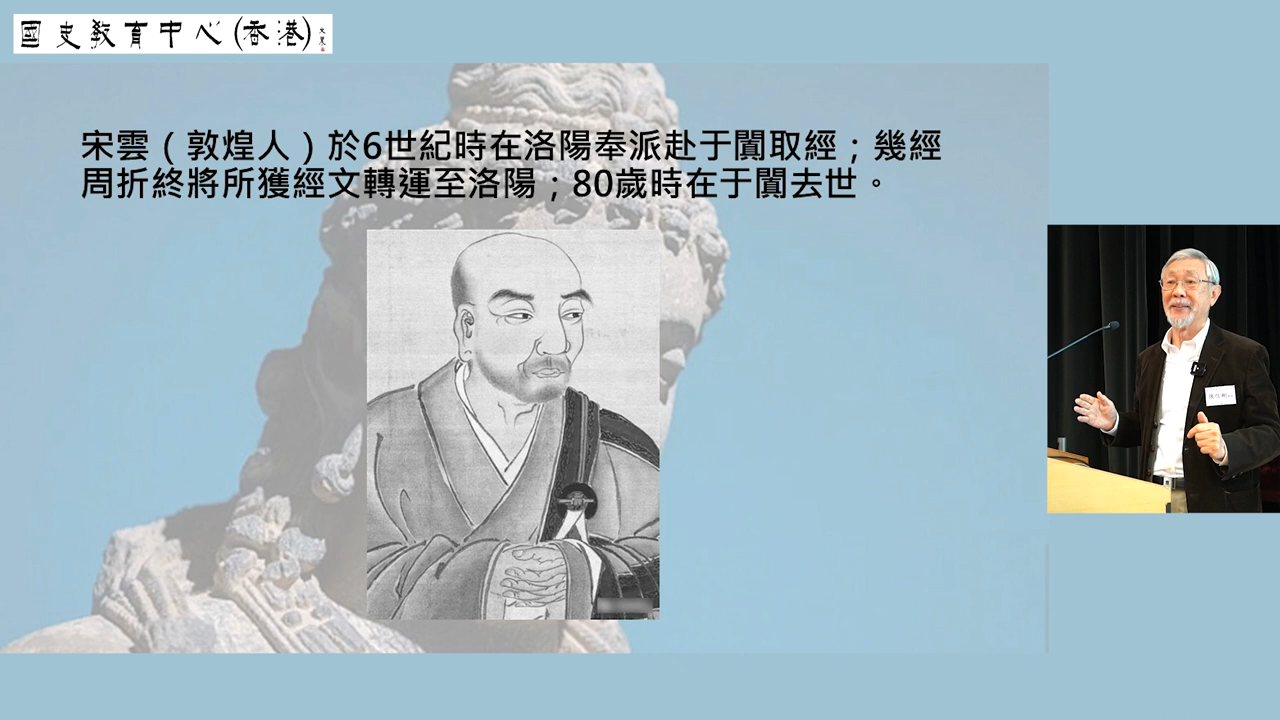 國史教育中心(香港)
宋雲（敦煌人）於6世紀時在洛陽奉派赴于闐取經；幾經
周折終將所獲經文轉運至洛陽；80歲時在于闐去世。